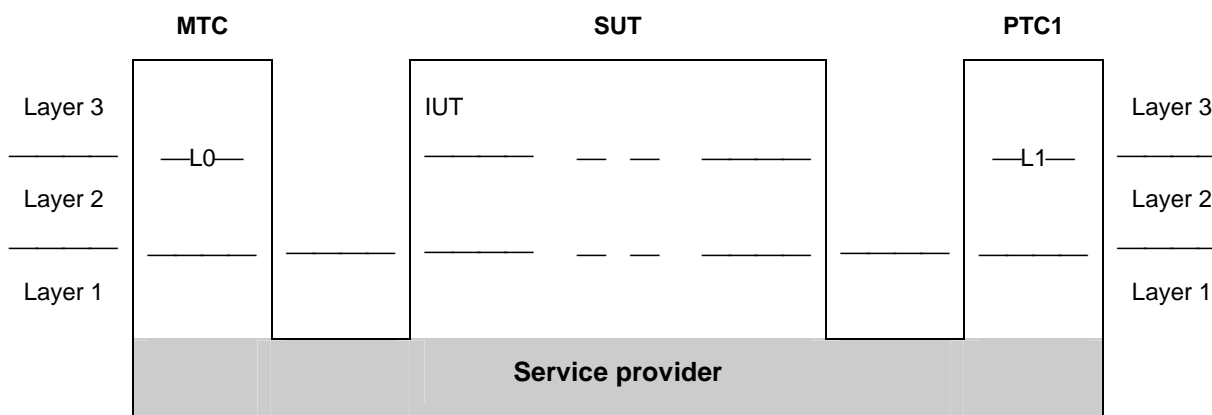 MTC SUT PTC1
Layer 3 IUT Layer 3
L0 L1
Layer 2 Layer 2
Layer 1 Layer 1
Service provider